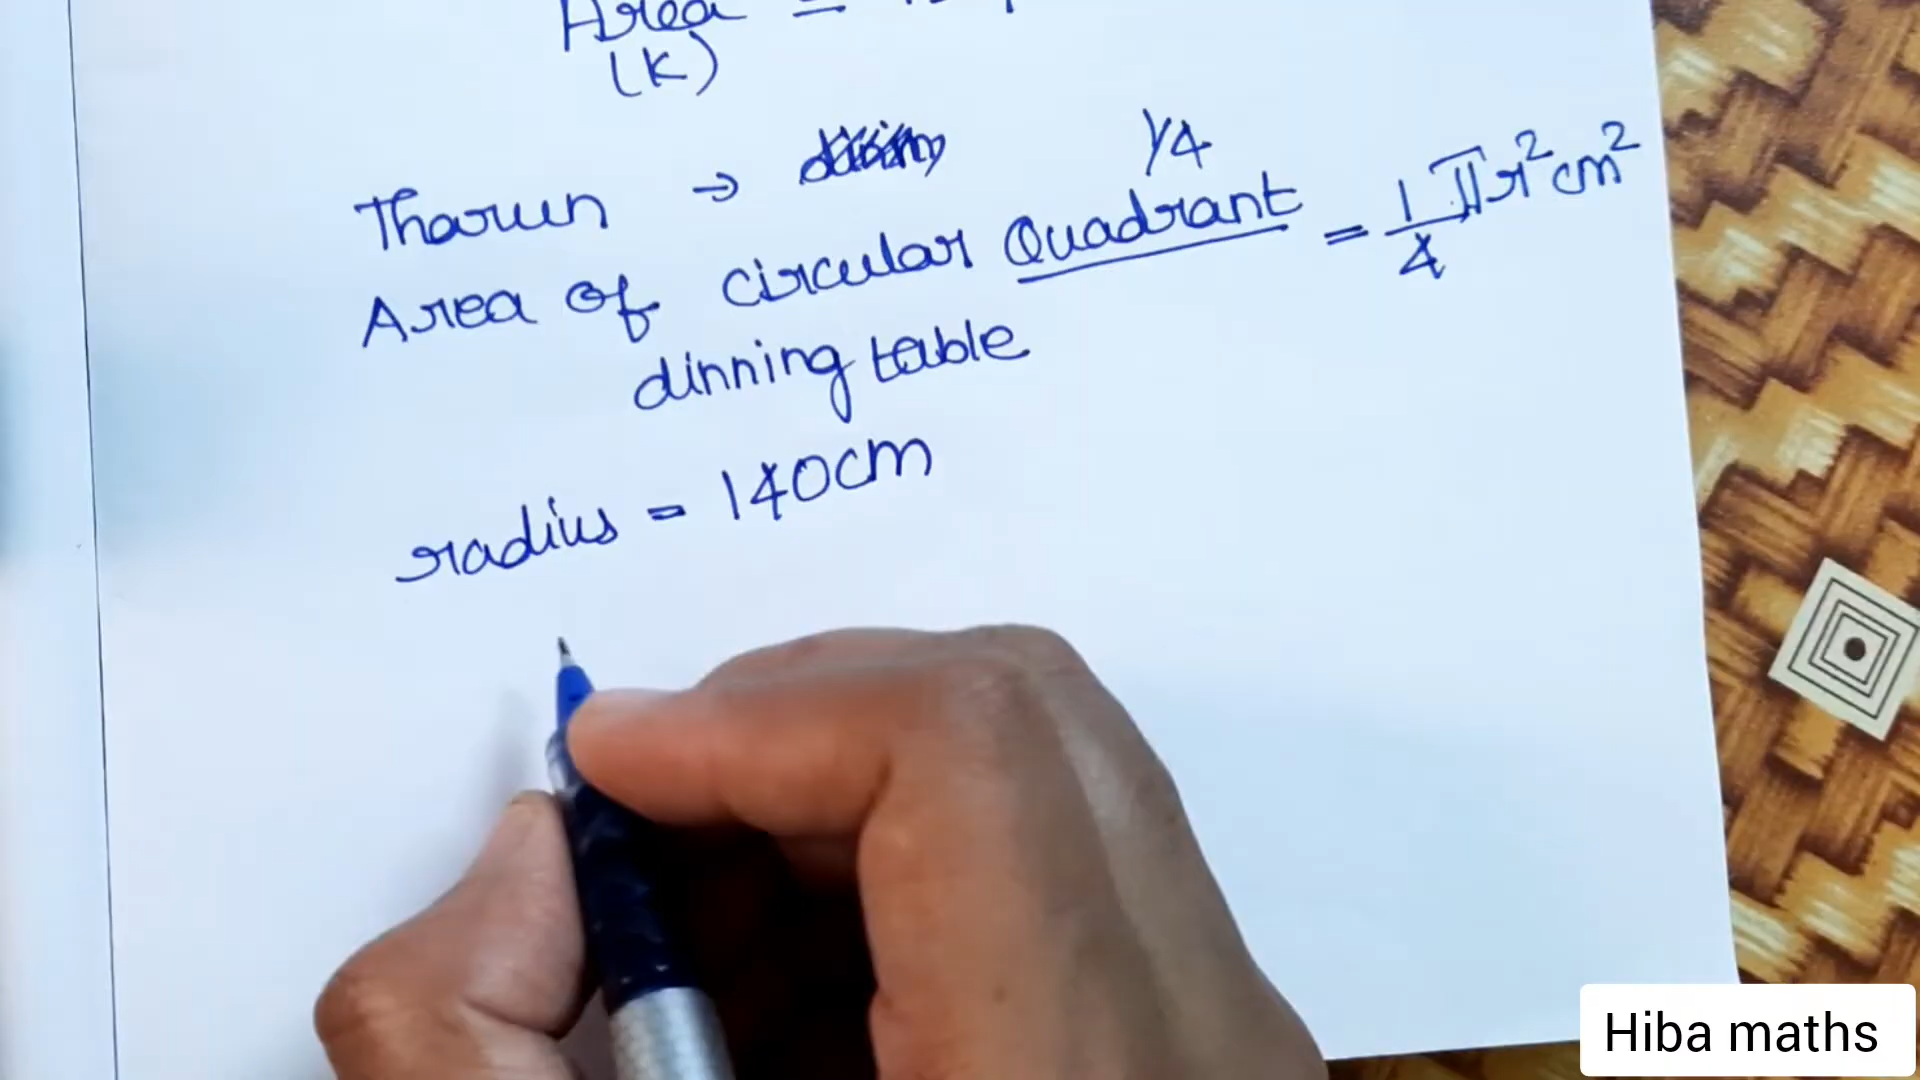 Area =
(K)
Tharun →
1/4
Area of circular Quadrant = 1/4 πr² cm²
dinning table
radius = 140cm
Hiba maths